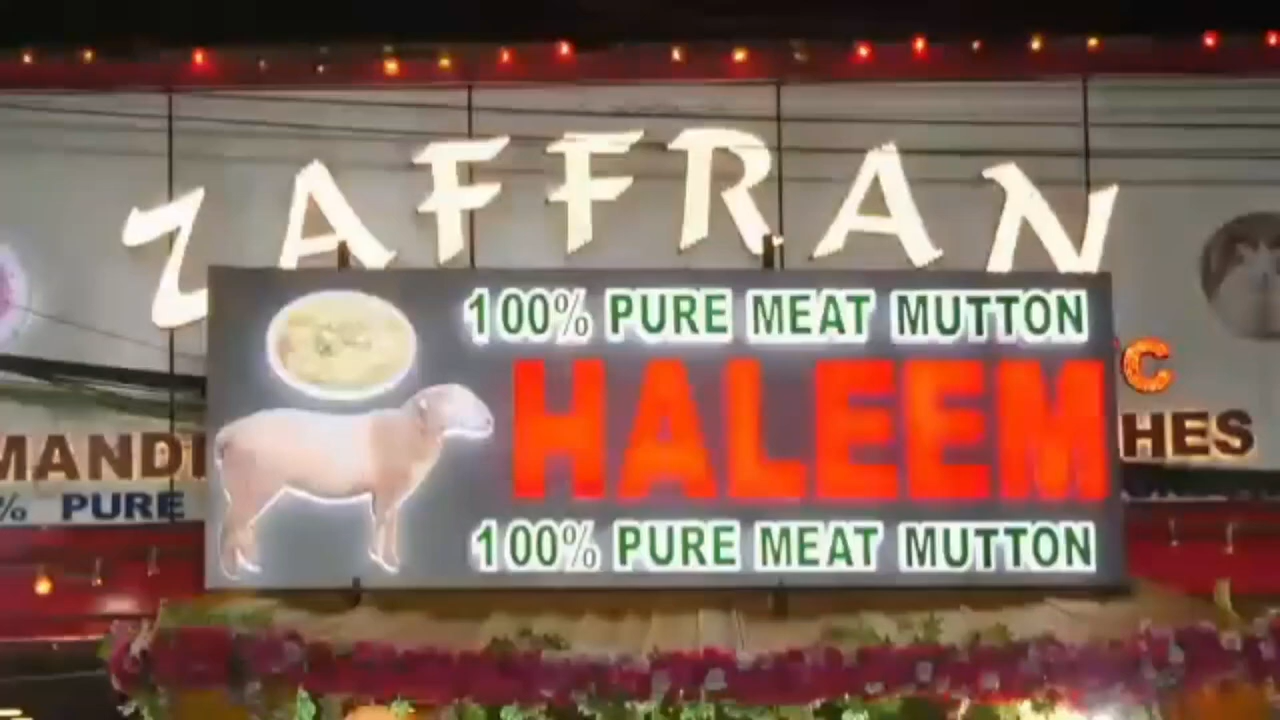 ZAFFRAN
100% PURE MEAT MUTTON
HALEEM
100% PURE MEAT MUTTON
C
MANDI
HES
% PURE